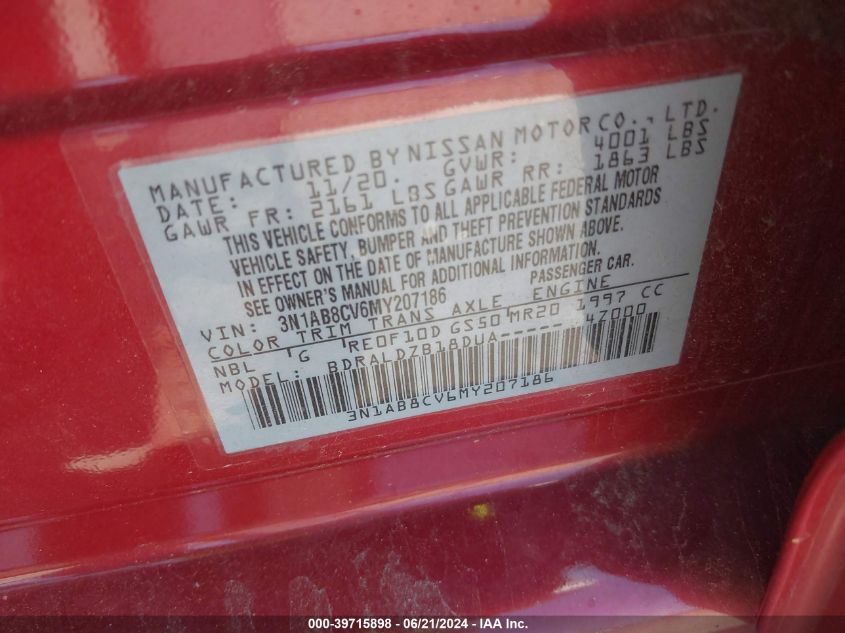 MANUFACTURED BY NISSAN MOTOR CO., LTD.
DATE: 11/20. GVWR: 4001 LBS
GAWR FR: 2161 LBS GAWR RR: 1863 LBS
THIS VEHICLE CONFORMS TO ALL APPLICABLE FEDERAL MOTOR
VEHICLE SAFETY, BUMPER AND THEFT PREVENTION STANDARDS
IN EFFECT ON THE DATE OF MANUFACTURE SHOWN ABOVE.
SEE OWNER'S MANUAL FOR ADDITIONAL INFORMATION.
VIN: 3N1AB8CV6MY207186 PASSENGER CAR.
COLOR TRIM TRANS AXLE ENGINE
NBL G RE0F10D GS50 MR20 1997 CC
MODEL: BDRALDZB18DUA-----47000
3N1AB8CV6MY207186
000-39715898 - 06/21/2024 - IAA Inc.